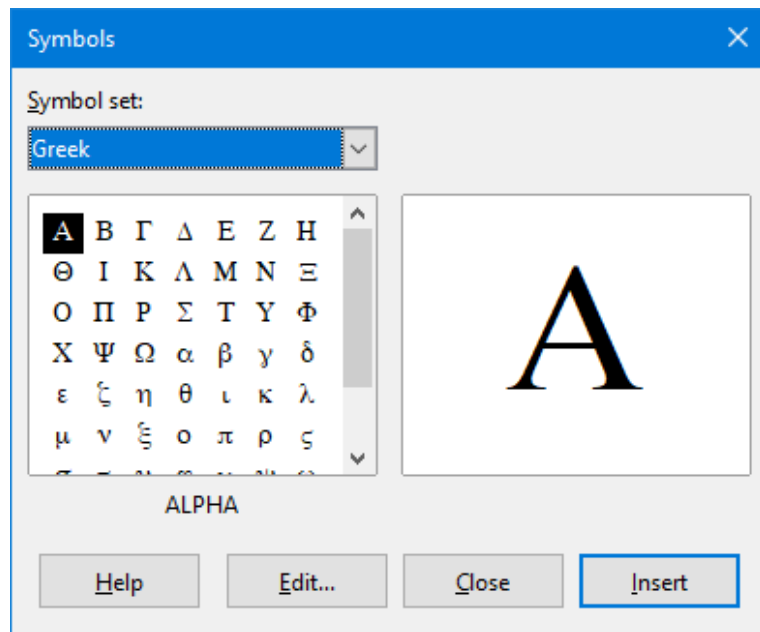 Symbols
Symbol set:
Greek
Α Β Γ Δ Ε Ζ Η
Θ Ι Κ Λ Μ Ν Ξ
Ο Π Ρ Σ Τ Υ Φ
Χ Ψ Ω α β γ δ
ε ζ η θ ι κ λ
μ ν ξ ο π ρ ς
Α
ALPHA
Help
Edit...
Close
Insert